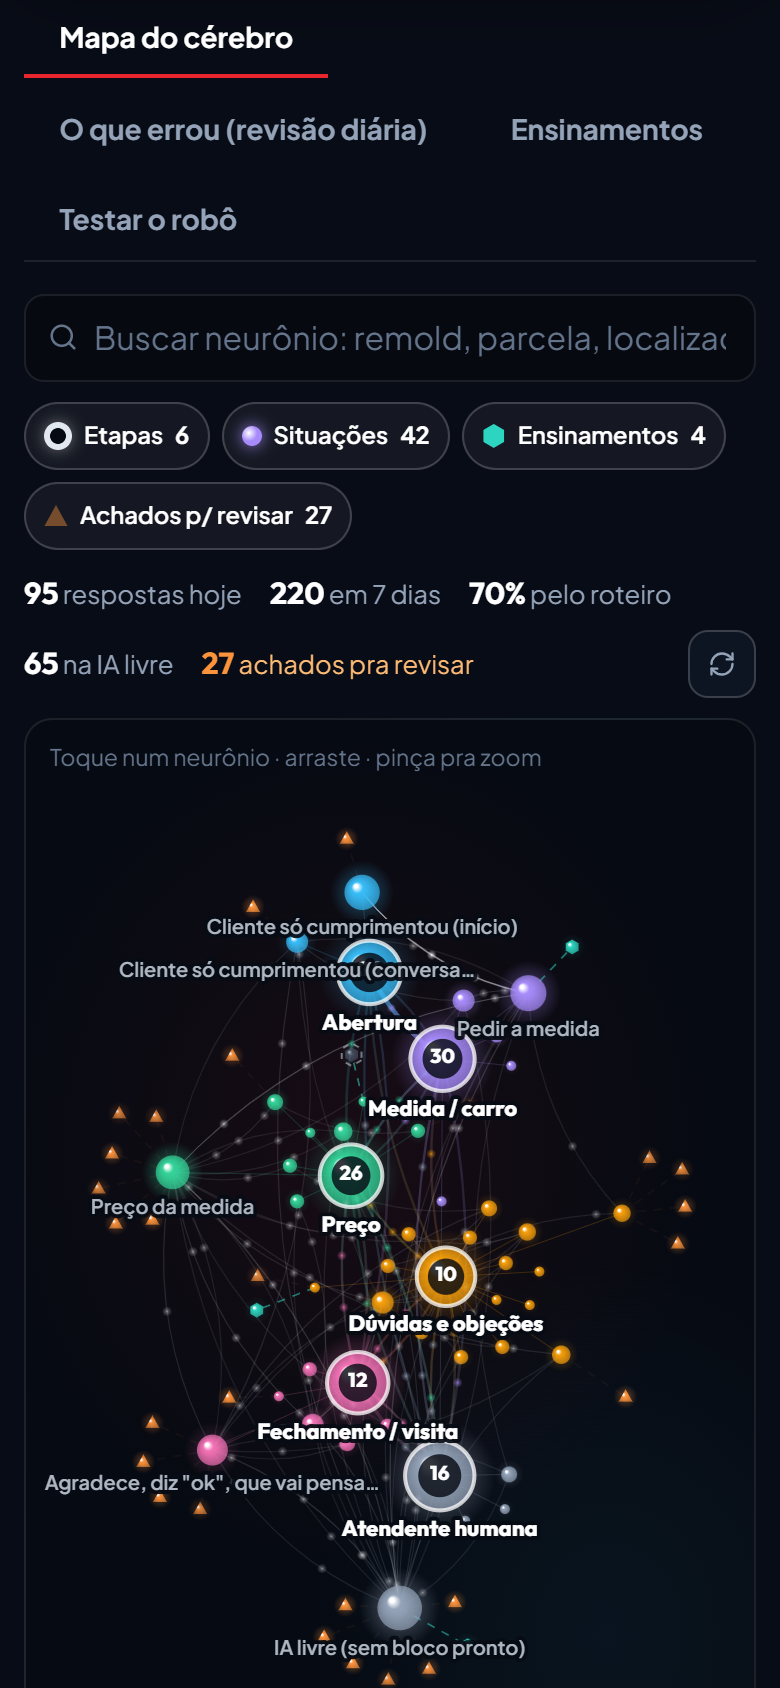 Mapa do cérebro
O que errou (revisão diária) Ensinamentos
Testar o robô
Buscar neurônio: remold, parcela, localizaç
Etapas 6 Situações 42 Ensinamentos 4
Achados p/ revisar 27
95 respostas hoje 220 em 7 dias 70% pelo roteiro
65 na IA livre 27 achados pra revisar
Toque num neurônio · arraste · pinça pra zoom
Cliente só cumprimentou (início)
Cliente só cumprimentou (conversa…
Abertura
Pedir a medida
30
Medida / carro
26
Preço da medida
Preço
10
Dúvidas e objeções
12
Fechamento / visita
16
Agradece, diz "ok", que vai pensa…
Atendente humana
IA livre (sem bloco pronto)